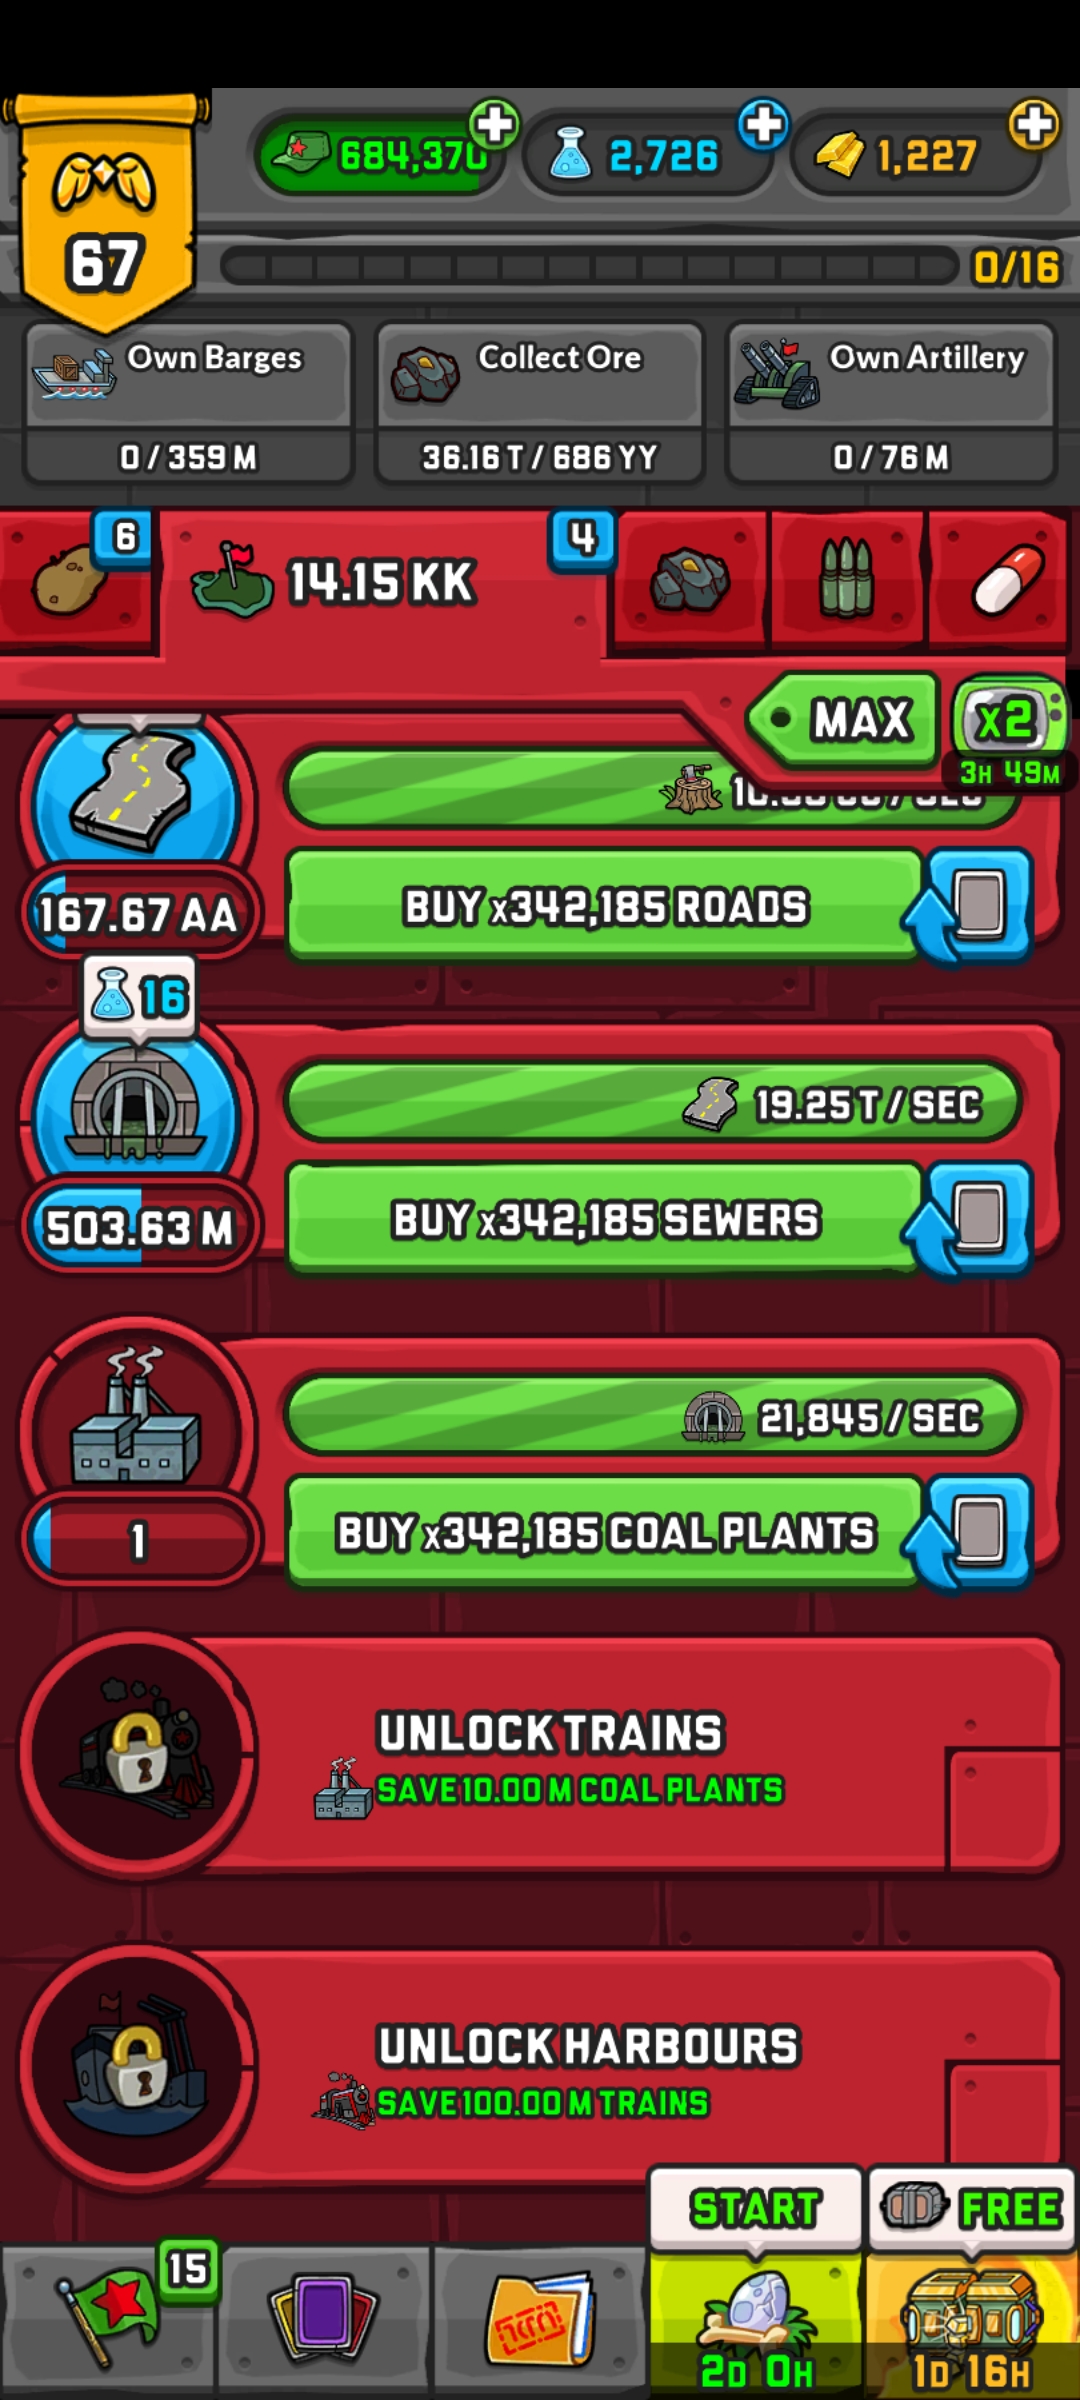 684,370
2,726
1,227
67
0/16
Own Barges
0 / 359 M
Collect Ore
36.16 T / 686 YY
Own Artillery
0 / 76 M
6
14.15 KK
4
MAX
x2
3H 49M
/ SEC
167.67 AA
BUY x342,185 ROADS
16
19.25 T / SEC
503.63 M
BUY x342,185 SEWERS
21,845 / SEC
1
BUY x342,185 COAL PLANTS
UNLOCK TRAINS
SAVE 10.00 M COAL PLANTS
UNLOCK HARBOURS
SAVE 100.00 M TRAINS
START
FREE
15
2D 0H
1D 16H